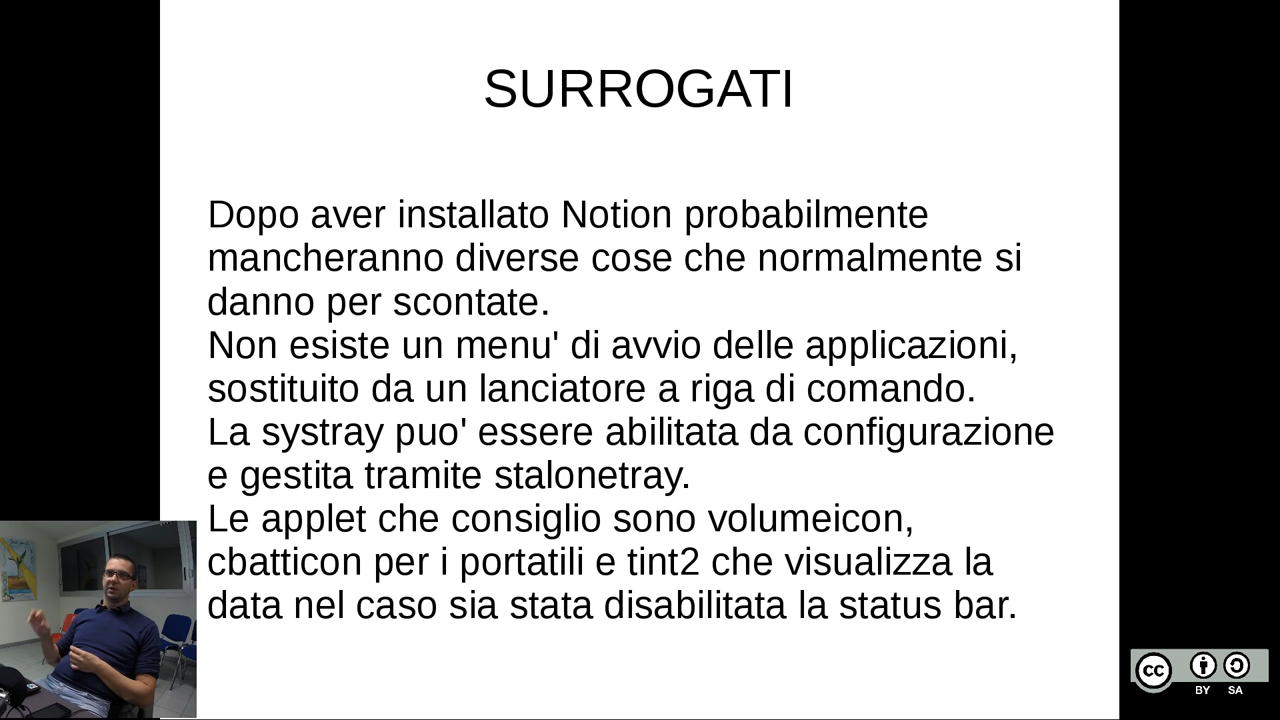 SURROGATI
Dopo aver installato Notion probabilmente
mancheranno diverse cose che normalmente si
danno per scontate.
Non esiste un menu' di avvio delle applicazioni,
sostituito da un lanciatore a riga di comando.
La systray puo' essere abilitata da configurazione
e gestita tramite stalonetray.
Le applet che consiglio sono volumeicon,
cbatticon per i portatili e tint2 che visualizza la
data nel caso sia stata disabilitata la status bar.
cc
BY SA